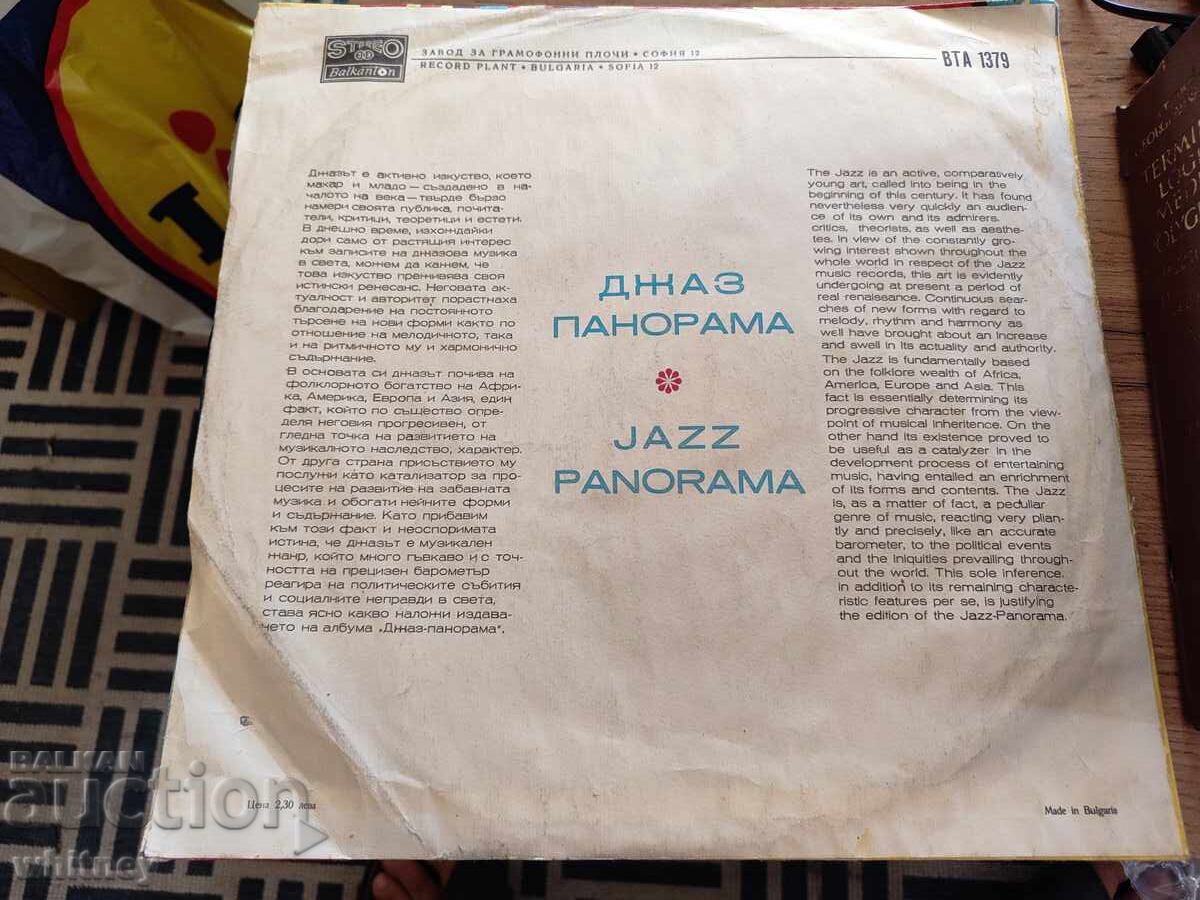 STEREO
Balkanton
ЗАВОД ЗА ГРАМОФОННИ ПЛОЧИ • СОФИЯ 12
RECORD PLANT • BULGARIA • SOFIA 12
ВТА 1379
Джазът е активно изкуство, което
макар и младо — създадено в на-
чалото на века — твърде бързо
намери своята публика, почита-
тели, критици, теоретици и естети.
В днешно време, изхождайки
дори само от растящия интерес
към записите на джазова музика
в света, можем да кажем, че
това изкуство преживява своя
истински ренесанс. Неговата ак-
туалност и авторитет пораснаха
благодарение на постоянното
търсене на нови форми както по
отношение на мелодичното, така
и на ритмичното му и хармонично
съдържание.
В основата си джазът почива на
фолклорното богатство на Афри-
ка, Америка, Европа и Азия, един
факт, който по същество опре-
деля неговия прогресивен, от
гледна точка на развитието на
музикалното наследство, характер.
От друга страна присъствието му
послужи като катализатор за про-
цесите на развитие на забавната
музика и обогати нейните форми
и съдържание. Като прибавим
към този факт и неоспоримата
истина, че джазът е музикален
жанр, който много гъвкаво и с точ-
ността на прецизен барометър
реагира на политическите събития
и социалните неправди в света,
става ясно какво наложи издава-
нето на албума „Джаз-панорама".
ДЖАЗ
ПАНОРАМА
JAZZ
PANORAMA
The Jazz is an active, comparatively
young art, called into being in the
beginning of this century. It has found
nevertheless very quickly an audien-
ce of its own and its admirers,
critics, theorists, as well as aesthe-
tes. In view of the constantly gro-
wing interest shown throughout the
whole world in respect of the Jazz
music records, this art is evidently
undergoing at present a period of
real renaissance. Continuous sear-
ches of new forms with regard to
melody, rhythm and harmony as
well have brought about an increase
and swell in its actuality and authority.
The Jazz is fundamentally based
on the folklore wealth of Africa,
America, Europe and Asia. This
fact is essentially determining its
progressive character from the view-
point of musical inheritence. On the
other hand its existence proved to
be useful as a catalyzer in the
development process of entertaining
music, having entailed an enrichment
of its forms and contents. The Jazz
is, as a matter of fact, a peduliar
genre of music, reacting very plian-
tly and precisely, like an accurate
barometer, to the political events
and the iniquities prevailing through-
out the world. This sole inference,
in addition to its remaining characte-
ristic features per se, is justifying
the edition of the Jazz-Panorama.
Цена 2,30 лева
Made in Bulgaria
BALKAN
auction
whitney